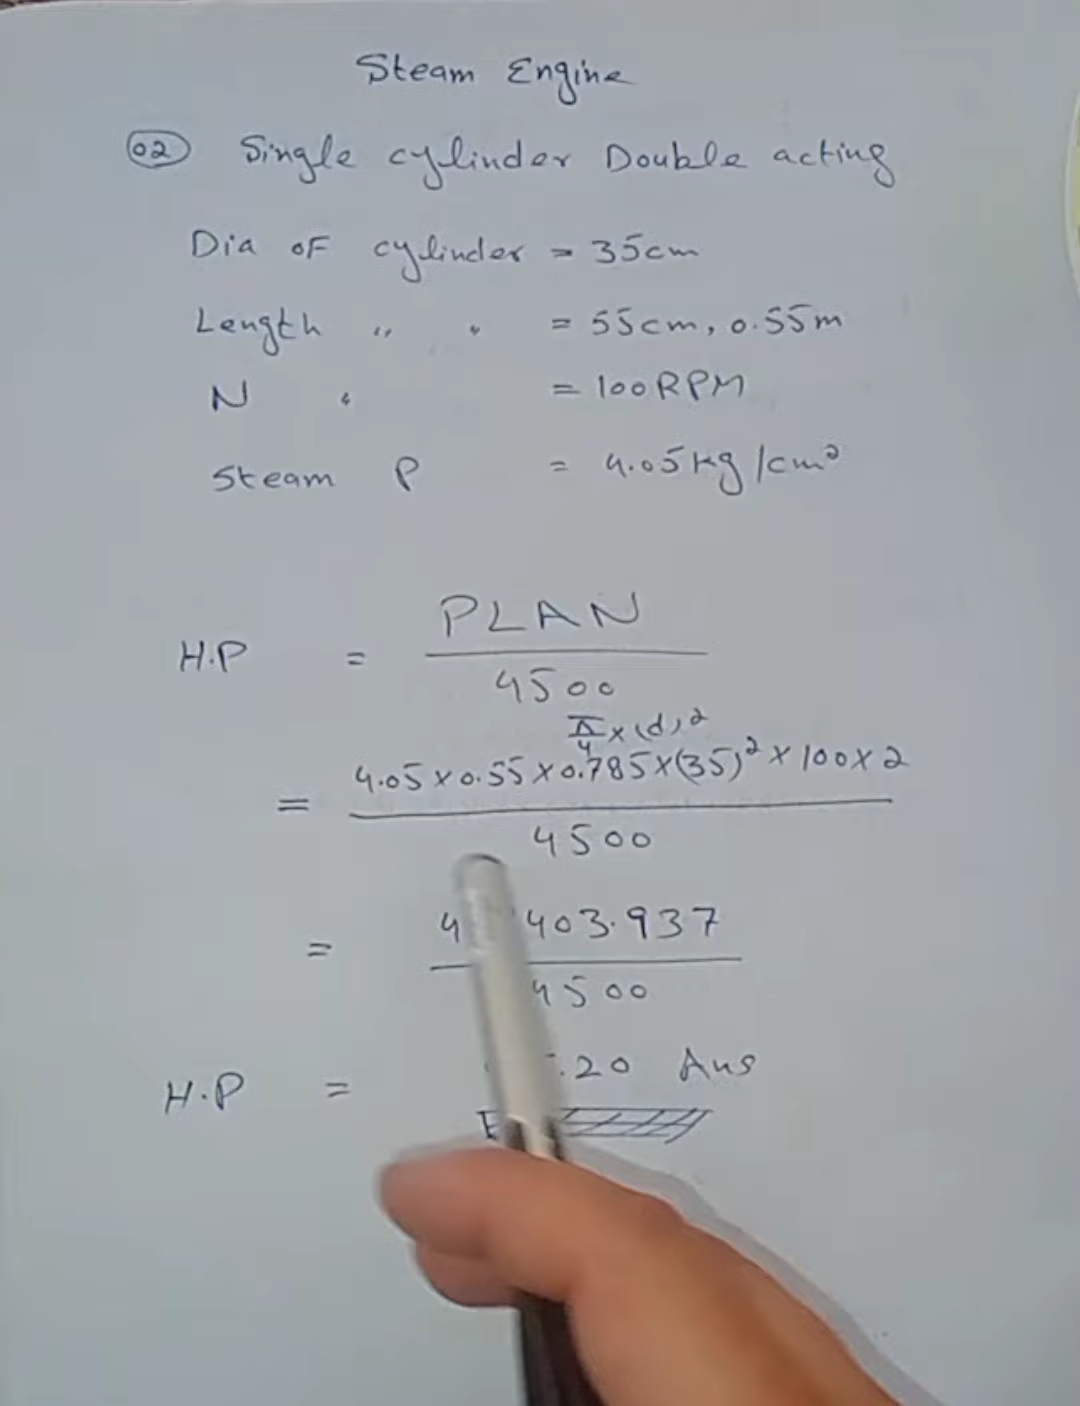 Steam Engine
02 Single cylinder Double acting
Dia of cylinder = 35cm
Length " " = 55cm, 0.55m
N " = 100RPM
Steam P = 4.05kg/cm²
H.P = PLAN
4500
π/4 x (d)²
= 4.05 x 0.55 x 0.785 x (35)² x 100 x 2
4500
= 403.937
4500
H.P = .20 Ans